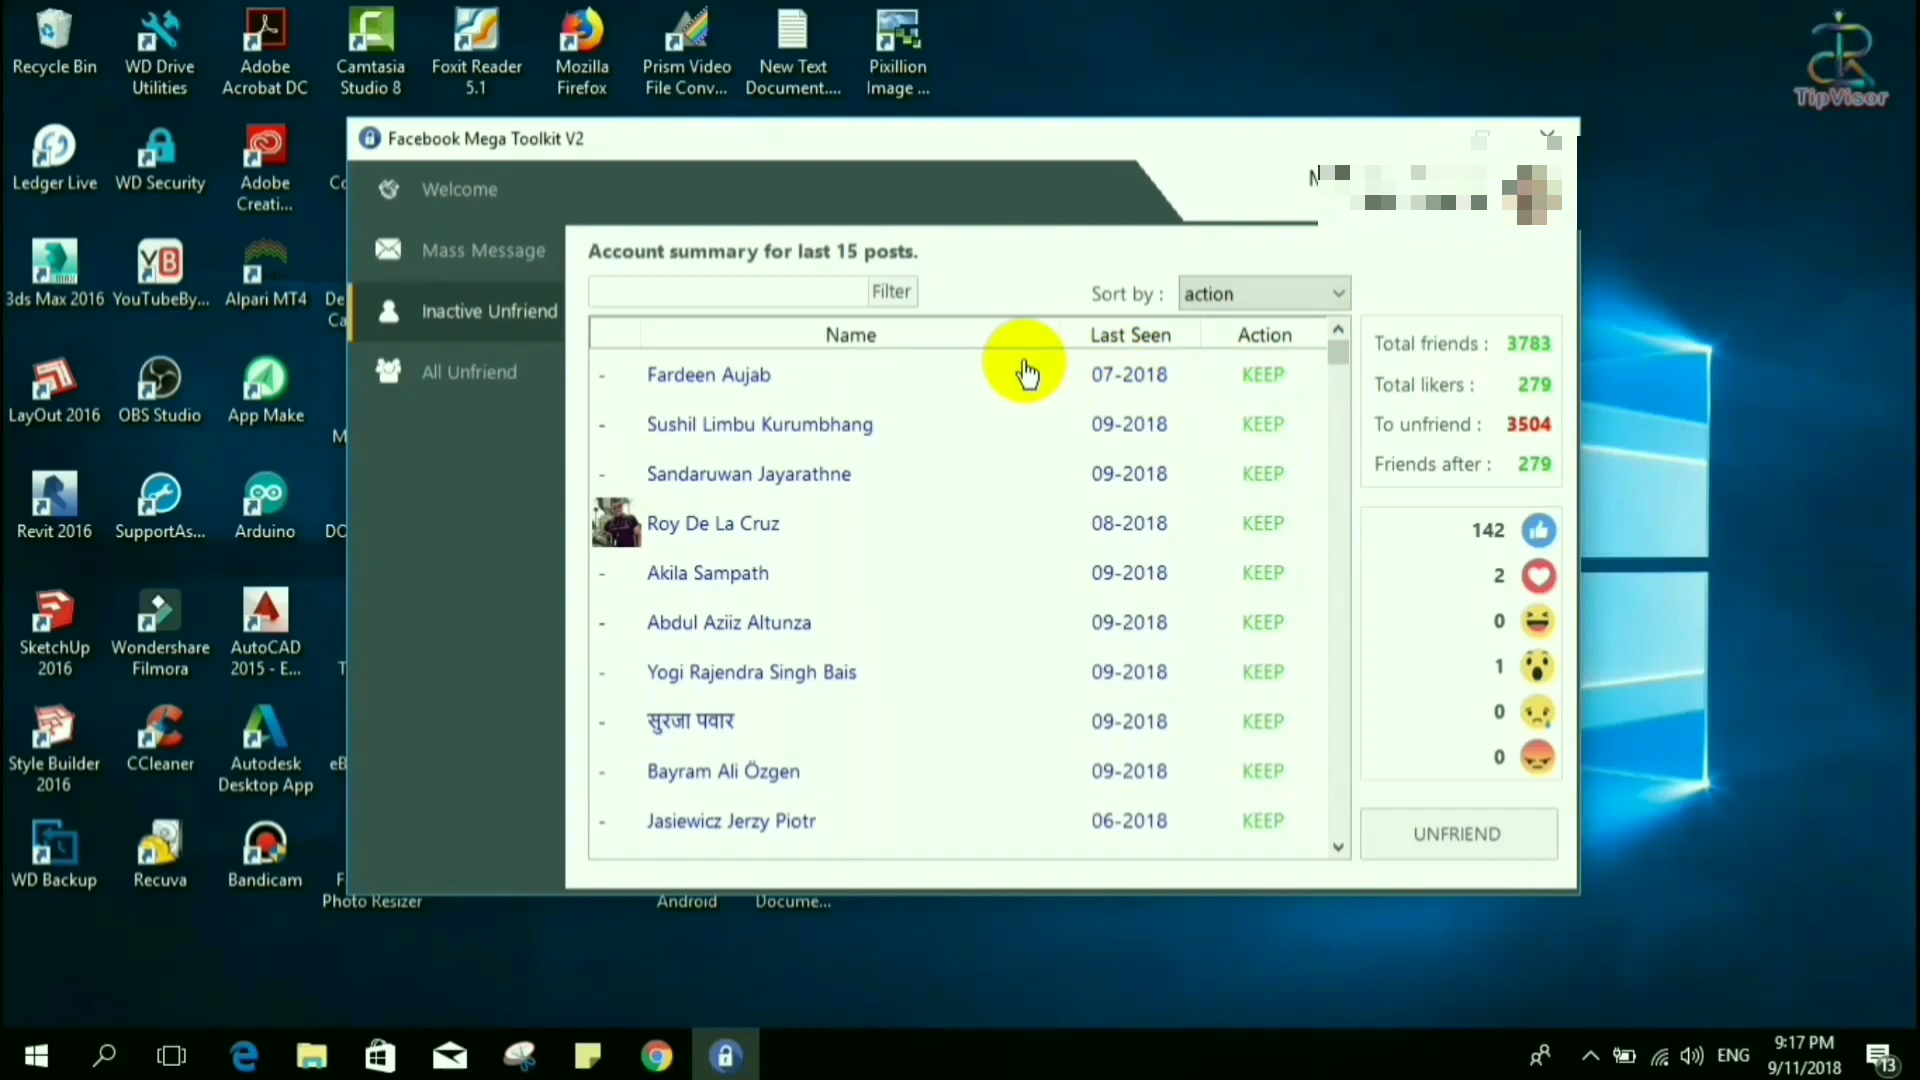 Recycle Bin
WD Drive Utilities
Adobe Acrobat DC
Camtasia Studio 8
Foxit Reader 5.1
Mozilla Firefox
Prism Video File Conv...
New Text Document....
Pixillion Image ...
TipVisor
Ledger Live
WD Security
Adobe Creati...
3ds Max 2016
YouTubeBy...
Alpari MT4
LayOut 2016
OBS Studio
App Make
Revit 2016
SupportAs...
Arduino
SketchUp 2016
Wondershare Filmora
AutoCAD 2015 - E...
Style Builder 2016
CCleaner
Autodesk Desktop App
WD Backup
Recuva
Bandicam
Photo Resizer
Android
Docume...
Facebook Mega Toolkit V2
Welcome
Mass Message
Inactive Unfriend
All Unfriend
Account summary for last 15 posts.
Filter
Sort by : action
Name Last Seen Action
- Fardeen Aujab 07-2018 KEEP
- Sushil Limbu Kurumbhang 09-2018 KEEP
- Sandaruwan Jayarathne 09-2018 KEEP
Roy De La Cruz 08-2018 KEEP
- Akila Sampath 09-2018 KEEP
- Abdul Aziiz Altunza 09-2018 KEEP
- Yogi Rajendra Singh Bais 09-2018 KEEP
- सुरजा पवार 09-2018 KEEP
- Bayram Ali Özgen 09-2018 KEEP
- Jasiewicz Jerzy Piotr 06-2018 KEEP
Total friends : 3783
Total likers : 279
To unfriend : 3504
Friends after : 279
142
2
0
1
0
0
UNFRIEND
ENG
9:17 PM
9/11/2018
13